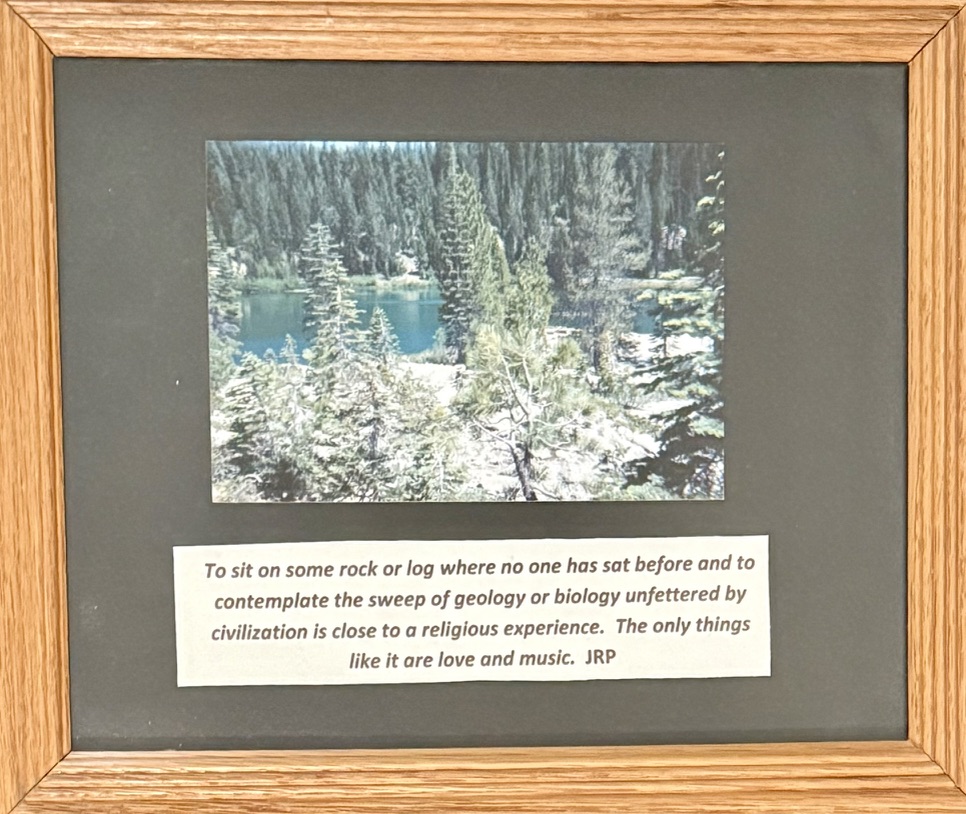 To sit on some rock or log where no one has sat before and to
contemplate the sweep of geology or biology unfettered by
civilization is close to a religious experience.  The only things
like it are love and music.  JRP